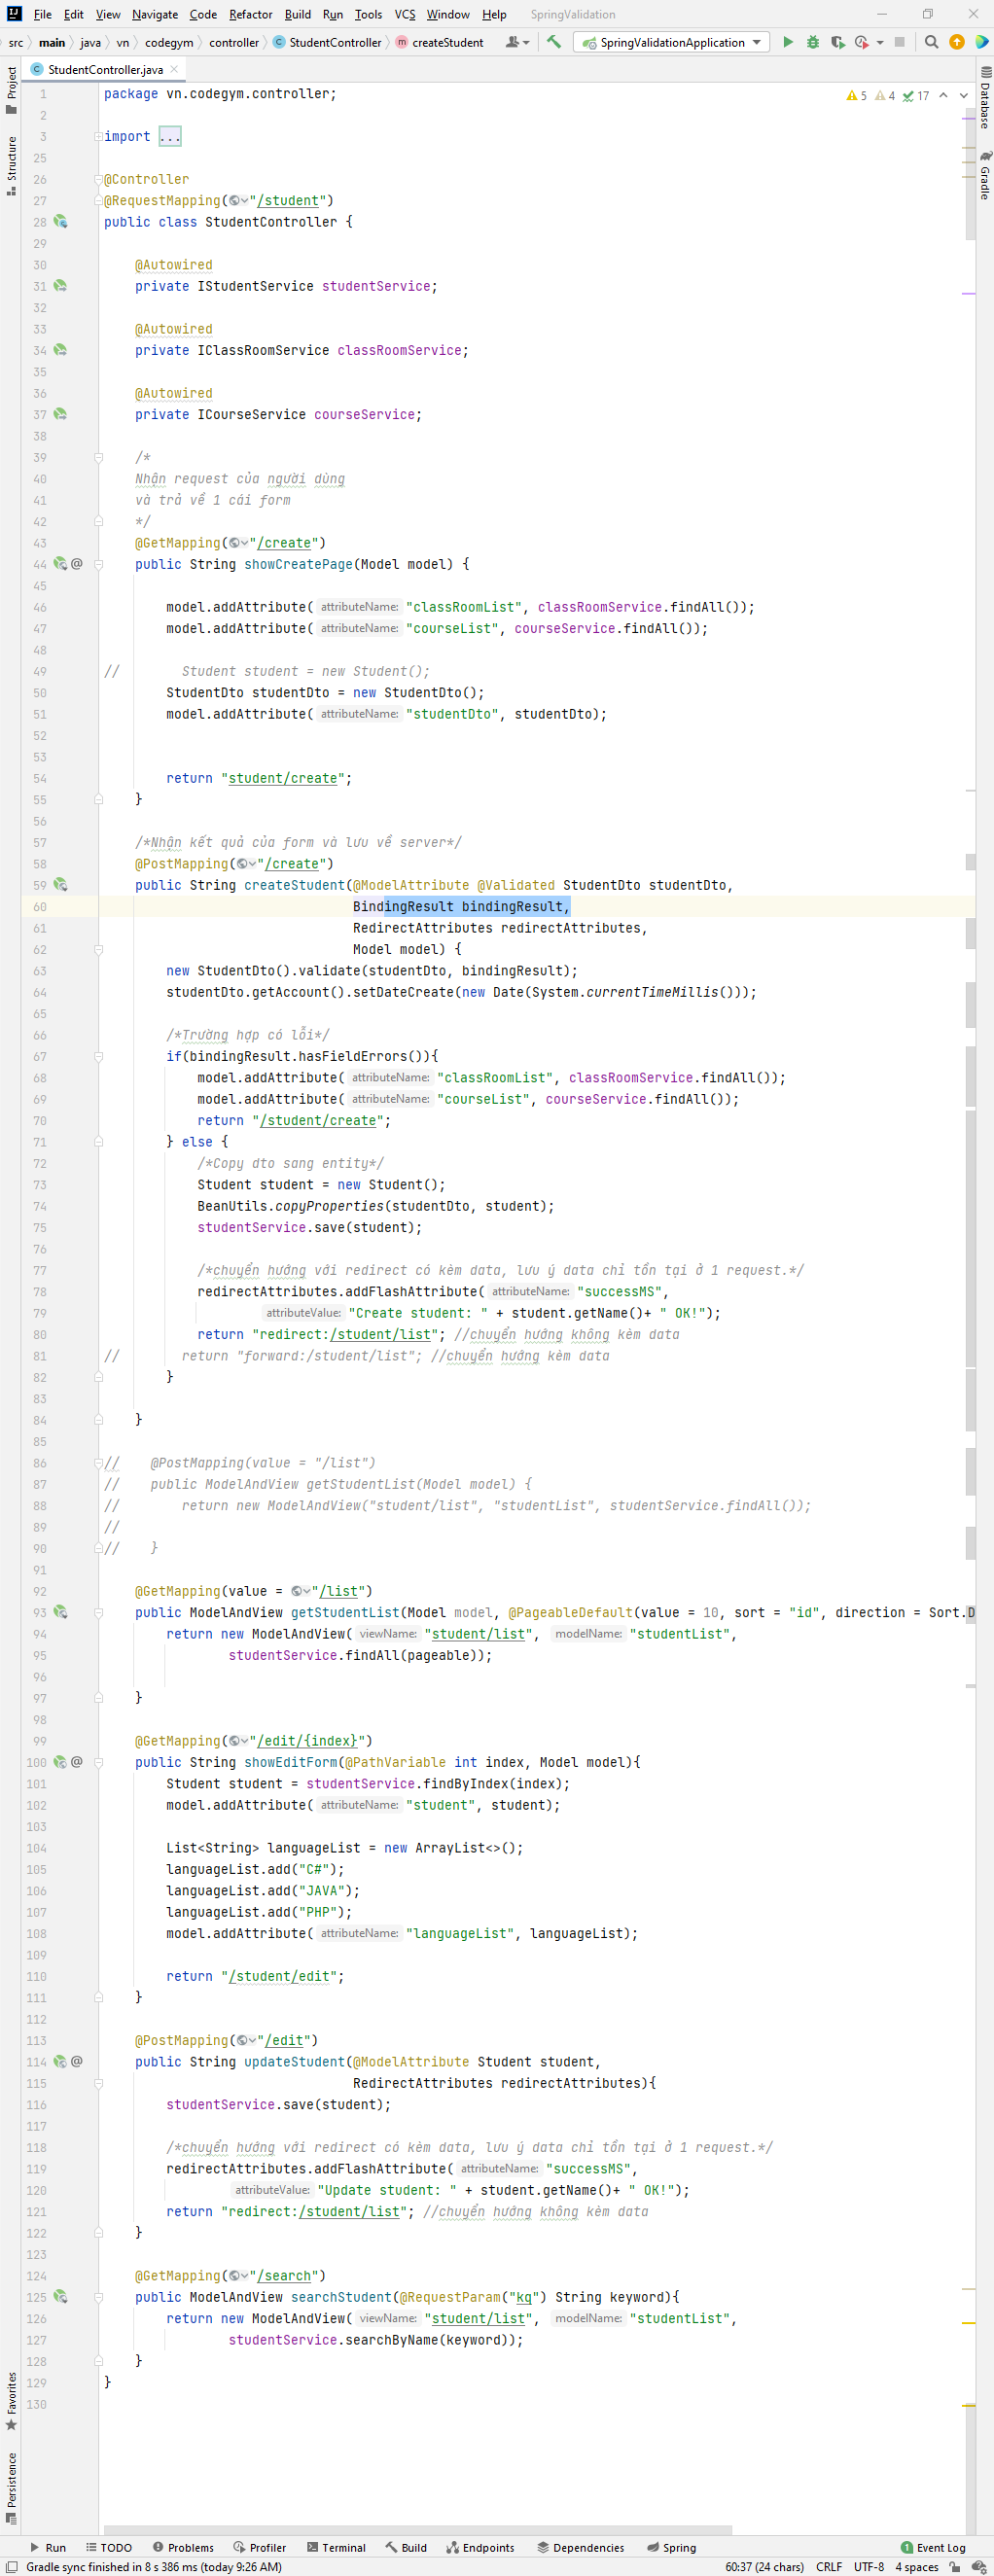 File Edit View Navigate Code Refactor Build Run Tools VCS Window Help SpringValidation
src main java vn codegym controller StudentController createStudent SpringValidationApplication
StudentController.java
Project
Structure
Favorites
Persistence
Database
Gradle
5 4 17
1 package vn.codegym.controller;
2
3 import ...
25
26 @Controller
27 @RequestMapping("/student")
28 public class StudentController {
29
30 @Autowired
31 private IStudentService studentService;
32
33 @Autowired
34 private IClassRoomService classRoomService;
35
36 @Autowired
37 private ICourseService courseService;
38
39 /*
40 Nhận request của người dùng
41 và trả về 1 cái form
42 */
43 @GetMapping("/create")
44 @ public String showCreatePage(Model model) {
45
46 model.addAttribute( attributeName: "classRoomList", classRoomService.findAll());
47 model.addAttribute( attributeName: "courseList", courseService.findAll());
48
49 // Student student = new Student();
50 StudentDto studentDto = new StudentDto();
51 model.addAttribute( attributeName: "studentDto", studentDto);
52
53
54 return "student/create";
55 }
56
57 /*Nhận kết quả của form và lưu về server*/
58 @PostMapping("/create")
59 public String createStudent(@ModelAttribute @Validated StudentDto studentDto,
60 BindingResult bindingResult,
61 RedirectAttributes redirectAttributes,
62 Model model) {
63 new StudentDto().validate(studentDto, bindingResult);
64 studentDto.getAccount().setDateCreate(new Date(System.currentTimeMillis()));
65
66 /*Trường hợp có lỗi*/
67 if(bindingResult.hasFieldErrors()){
68 model.addAttribute( attributeName: "classRoomList", classRoomService.findAll());
69 model.addAttribute( attributeName: "courseList", courseService.findAll());
70 return "/student/create";
71 } else {
72 /*Copy dto sang entity*/
73 Student student = new Student();
74 BeanUtils.copyProperties(studentDto, student);
75 studentService.save(student);
76
77 /*chuyển hướng với redirect có kèm data, lưu ý data chỉ tồn tại ở 1 request.*/
78 redirectAttributes.addFlashAttribute( attributeName: "successMS",
79 attributeValue: "Create student: " + student.getName()+ " OK!");
80 return "redirect:/student/list"; //chuyển hướng không kèm data
81 // return "forward:/student/list"; //chuyển hướng kèm data
82 }
83
84 }
85
86 // @PostMapping(value = "/list")
87 // public ModelAndView getStudentList(Model model) {
88 // return new ModelAndView("student/list", "studentList", studentService.findAll());
89 //
90 // }
91
92 @GetMapping(value = "/list")
93 public ModelAndView getStudentList(Model model, @PageableDefault(value = 10, sort = "id", direction = Sort.D
94 return new ModelAndView( viewName: "student/list", modelName: "studentList",
95 studentService.findAll(pageable));
96
97 }
98
99 @GetMapping("/edit/{index}")
100 @ public String showEditForm(@PathVariable int index, Model model){
101 Student student = studentService.findByIndex(index);
102 model.addAttribute( attributeName: "student", student);
103
104 List<String> languageList = new ArrayList<>();
105 languageList.add("C#");
106 languageList.add("JAVA");
107 languageList.add("PHP");
108 model.addAttribute( attributeName: "languageList", languageList);
109
110 return "/student/edit";
111 }
112
113 @PostMapping("/edit")
114 @ public String updateStudent(@ModelAttribute Student student,
115 RedirectAttributes redirectAttributes){
116 studentService.save(student);
117
118 /*chuyển hướng với redirect có kèm data, lưu ý data chỉ tồn tại ở 1 request.*/
119 redirectAttributes.addFlashAttribute( attributeName: "successMS",
120 attributeValue: "Update student: " + student.getName()+ " OK!");
121 return "redirect:/student/list"; //chuyển hướng không kèm data
122 }
123
124 @GetMapping("/search")
125 public ModelAndView searchStudent(@RequestParam("kq") String keyword){
126 return new ModelAndView( viewName: "student/list", modelName: "studentList",
127 studentService.searchByName(keyword));
128 }
129 }
130
Run TODO Problems Profiler Terminal Build Endpoints Dependencies Spring 1 Event Log
Gradle sync finished in 8 s 386 ms (today 9:26 AM) 60:37 (24 chars) CRLF UTF-8 4 spaces